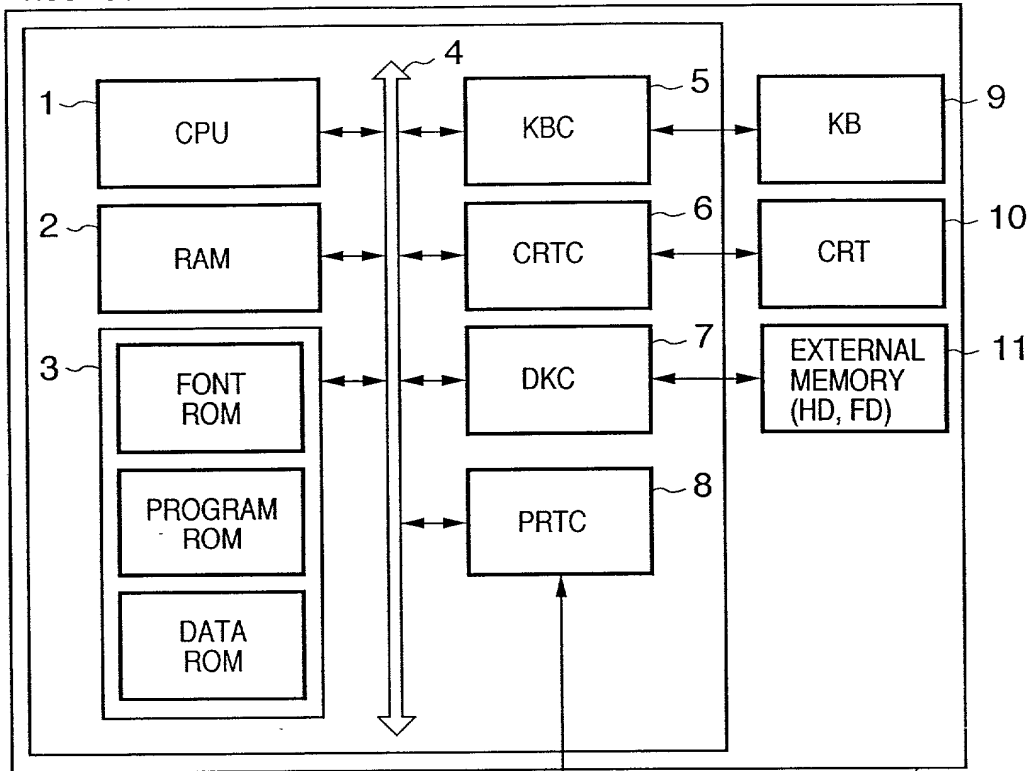 4
1
CPU
5
KBC
9
KB
2
RAM
6
CRTC
10
CRT
3
FONT
ROM
7
DKC
EXTERNAL
MEMORY
(HD, FD)
11
PROGRAM
ROM
8
PRTC
DATA
ROM